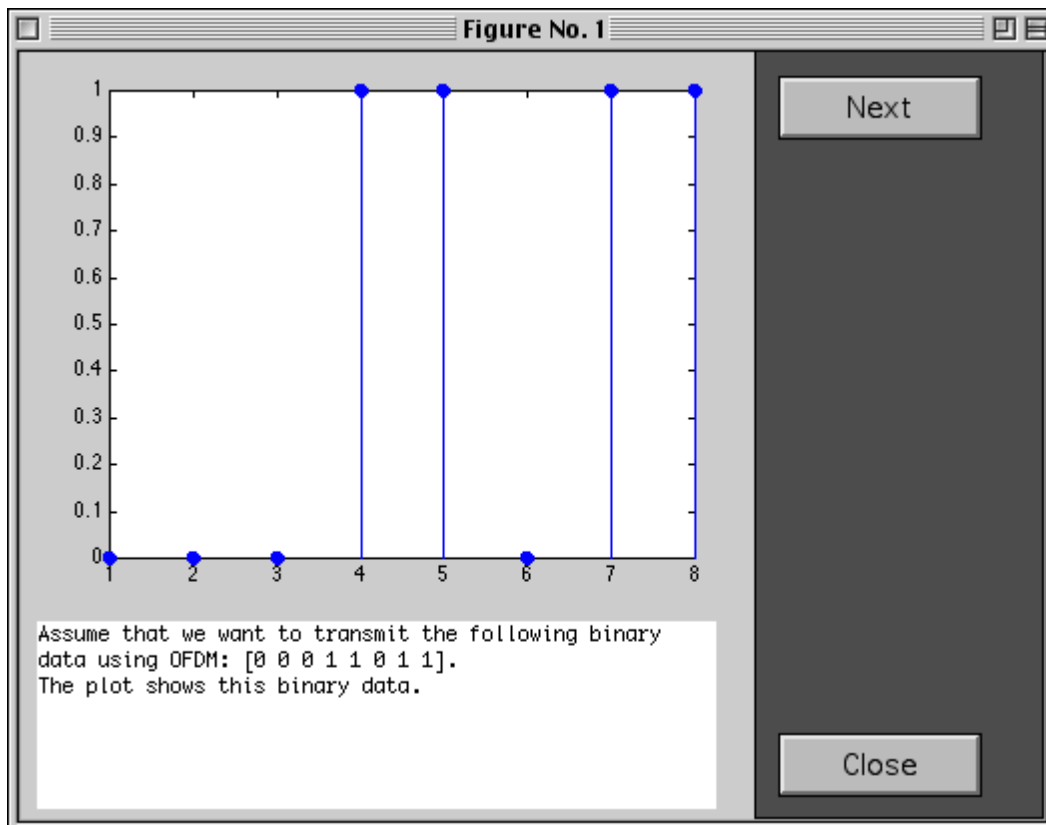 Figure No. 1
Next
1
0.9
0.8
0.7
0.6
0.5
0.4
0.3
0.2
0.1
0
1 2 3 4 5 6 7 8
Assume that we want to transmit the following binary
data using OFDM: [0 0 0 1 1 0 1 1].
The plot shows this binary data.
Close